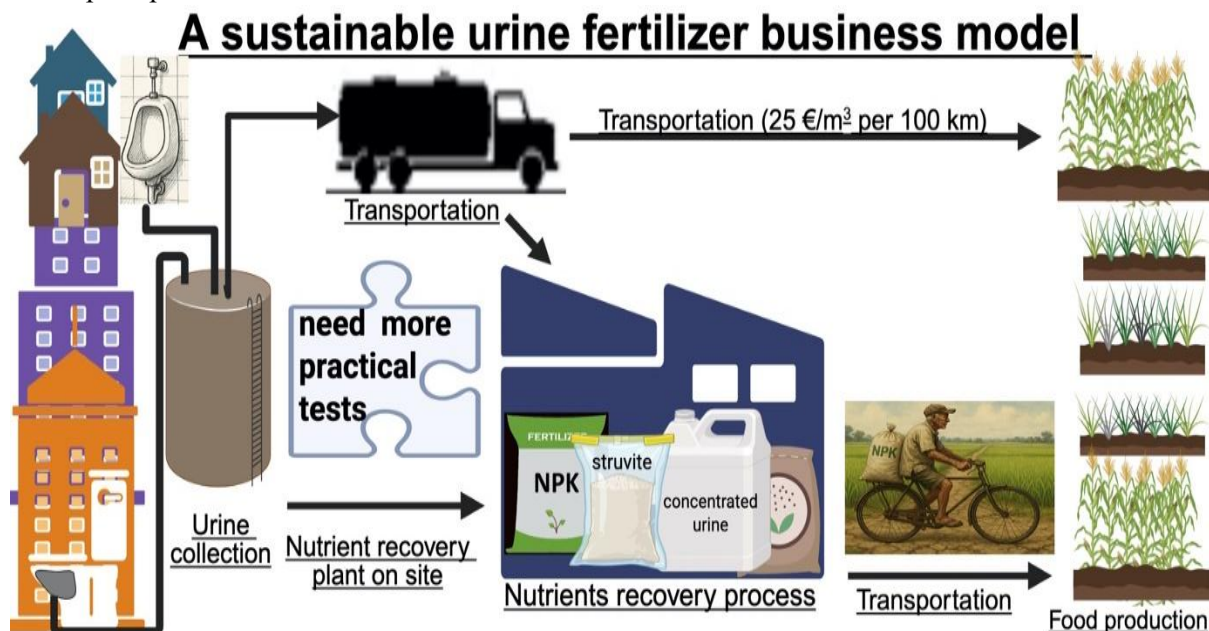 A sustainable urine fertilizer business model
Transportation (25 €/m³ per 100 km)
Transportation
need more
practical
tests
FERTILIZER
NPK
struvite
concentrated
urine
NPK
Urine
collection
Nutrient recovery
plant on site
Nutrients recovery process
Transportation
Food production